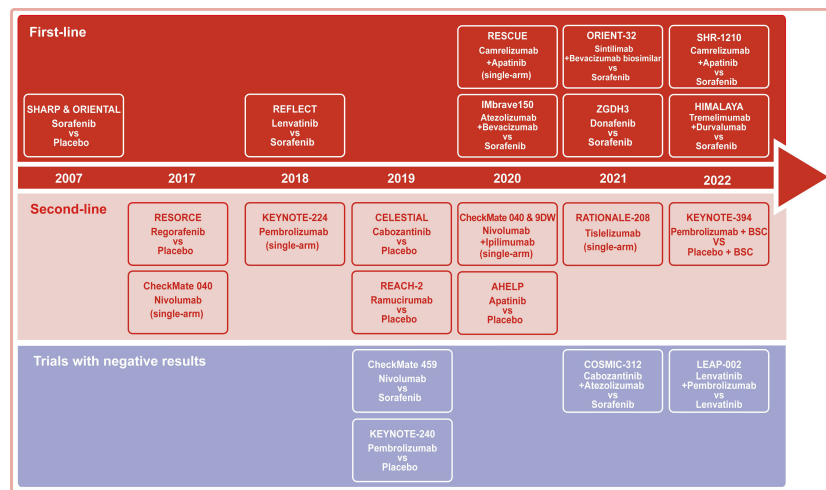 First-line
RESCUE
Camrelizumab
+Apatinib
(single-arm)
ORIENT-32
Sintilimab
+Bevacizumab biosimilar
vs
Sorafenib
SHR-1210
Camrelizumab
+Apatinib
vs
Sorafenib
SHARP & ORIENTAL
Sorafenib
vs
Placebo
REFLECT
Lenvatinib
vs
Sorafenib
IMbrave150
Atezolizumab
+Bevacizumab
vs
Sorafenib
ZGDH3
Donafenib
vs
Sorafenib
HIMALAYA
Tremelimumab
+Durvalumab
vs
Sorafenib
2007
2017
2018
2019
2020
2021
2022
Second-line
RESORCE
Regorafenib
vs
Placebo
KEYNOTE-224
Pembrolizumab
(single-arm)
CELESTIAL
Cabozantinib
vs
Placebo
CheckMate 040 & 9DW
Nivolumab
+Ipilimumab
(single-arm)
RATIONALE-208
Tislelizumab
(single-arm)
KEYNOTE-394
Pembrolizumab + BSC
VS
Placebo + BSC
CheckMate 040
Nivolumab
(single-arm)
REACH-2
Ramucirumab
vs
Placebo
AHELP
Apatinib
vs
Placebo
Trials with negative results
CheckMate 459
Nivolumab
vs
Sorafenib
COSMIC-312
Cabozantinib
+Atezolizumab
vs
Sorafenib
LEAP-002
Lenvatinib
+Pembrolizumab
vs
Lenvatinib
KEYNOTE-240
Pembrolizumab
vs
Placebo